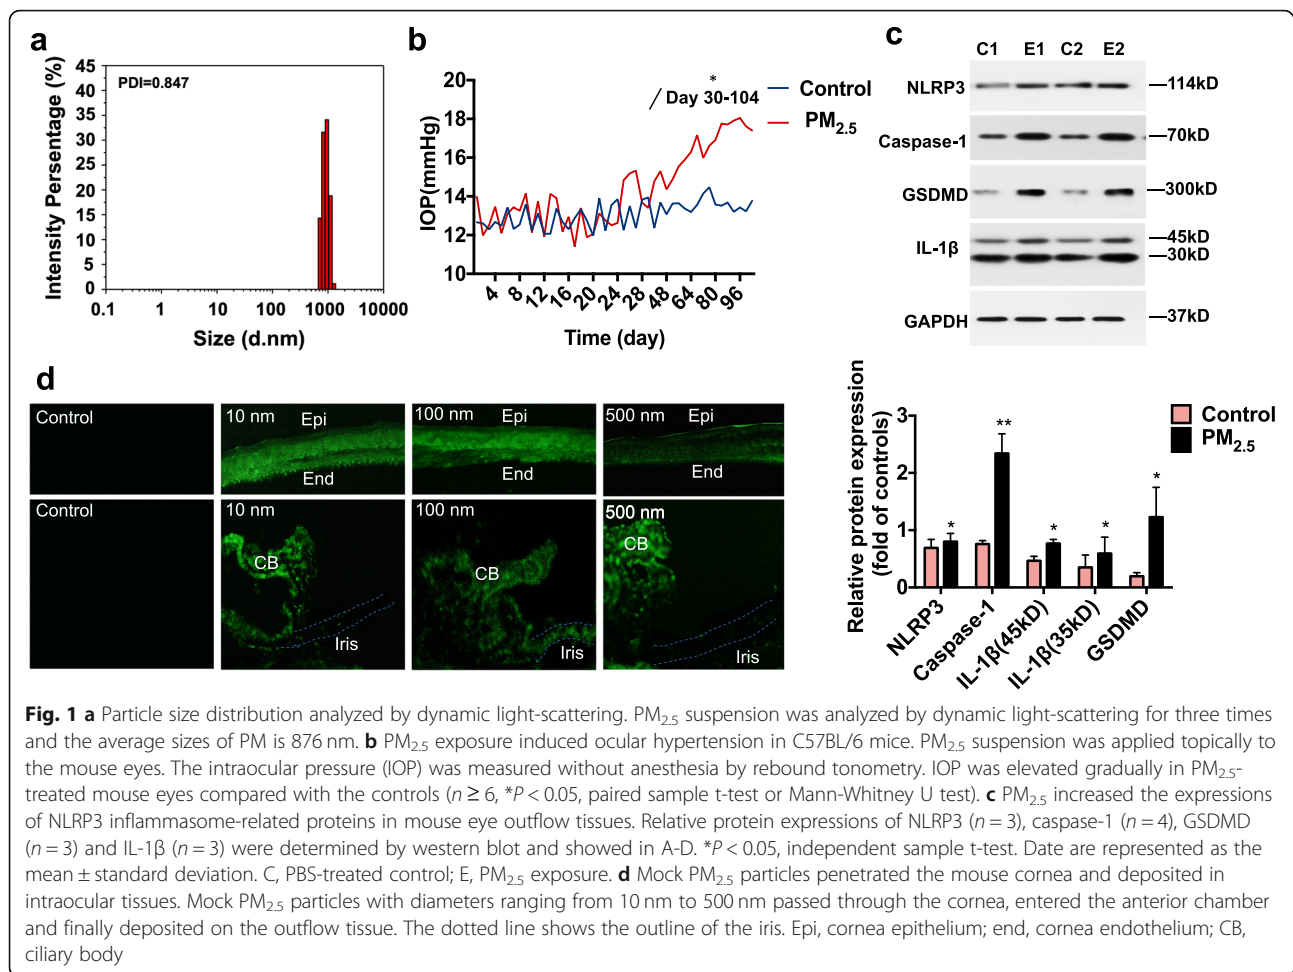 a
PDI=0.847
45
40
35
30
25
20
15
10
5
0
Intensity Persentage (%)
0.1 1 10 100 1000 10000
Size (d.nm)
b
20
18
16
14
12
10
IOP(mmHg)
*
Day 30-104
Control
PM2.5
4 8 12 16 20 24 28 48 64 80 96
Time (day)
c
C1 E1 C2 E2
NLRP3 —114kD
Caspase-1 —70kD
GSDMD —300kD
IL-1β —45kD
—30kD
GAPDH —37kD
Relative protein expression
(fold of controls)
3
2
1
0
Control
PM2.5
* ** * * *
NLRP3 Caspase-1 IL-1β(45kD) IL-1β(35kD) GSDMD
d
Control 10 nm Epi End 100 nm Epi End 500 nm Epi End
Control 10 nm CB Iris 100 nm CB Iris 500 nm CB Iris
Fig. 1 a Particle size distribution analyzed by dynamic light-scattering. PM2.5 suspension was analyzed by dynamic light-scattering for three times
and the average sizes of PM is 876 nm. b PM2.5 exposure induced ocular hypertension in C57BL/6 mice. PM2.5 suspension was applied topically to
the mouse eyes. The intraocular pressure (IOP) was measured without anesthesia by rebound tonometry. IOP was elevated gradually in PM2.5-
treated mouse eyes compared with the controls (n ≥ 6, *P < 0.05, paired sample t-test or Mann-Whitney U test). c PM2.5 increased the expressions
of NLRP3 inflammasome-related proteins in mouse eye outflow tissues. Relative protein expressions of NLRP3 (n = 3), caspase-1 (n = 4), GSDMD
(n = 3) and IL-1β (n = 3) were determined by western blot and showed in A-D. *P < 0.05, independent sample t-test. Date are represented as the
mean ± standard deviation. C, PBS-treated control; E, PM2.5 exposure. d Mock PM2.5 particles penetrated the mouse cornea and deposited in
intraocular tissues. Mock PM2.5 particles with diameters ranging from 10 nm to 500 nm passed through the cornea, entered the anterior chamber
and finally deposited on the outflow tissue. The dotted line shows the outline of the iris. Epi, cornea epithelium; end, cornea endothelium; CB,
ciliary body